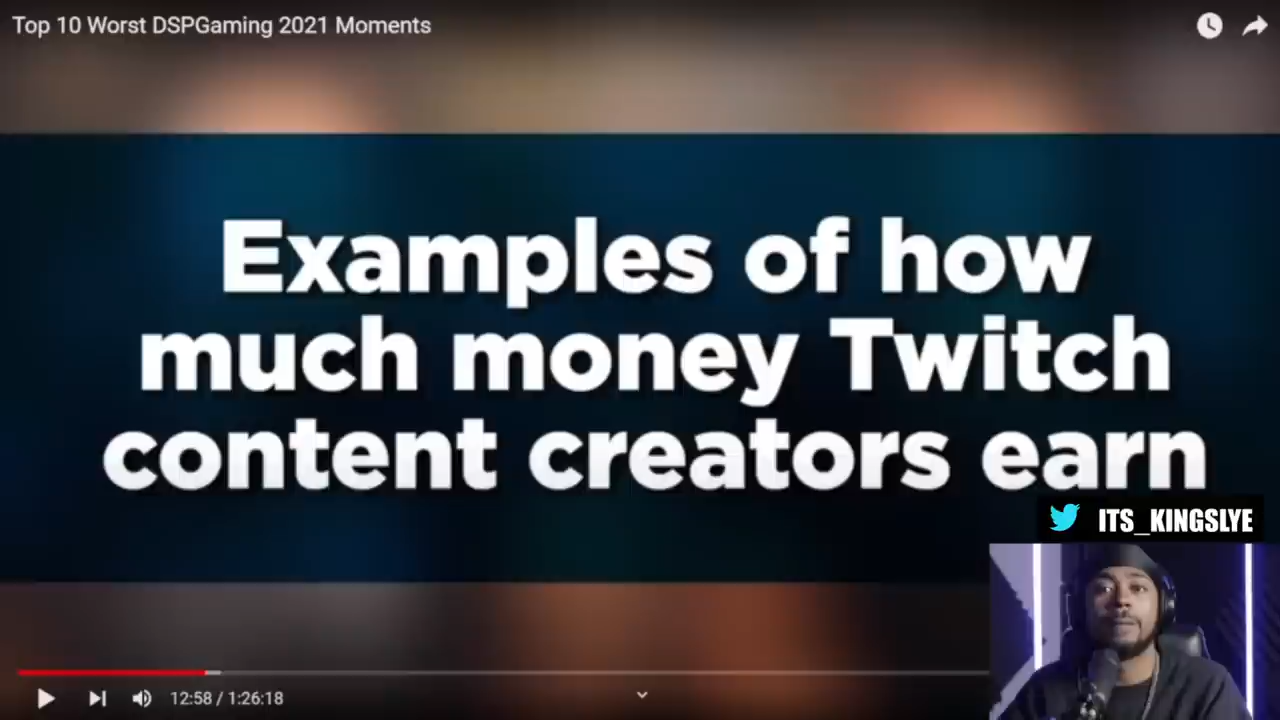 Top 10 Worst DSPGaming 2021 Moments
Examples of how
much money Twitch
content creators earn
ITS_KINGSLYE
12:58 / 1:26:18